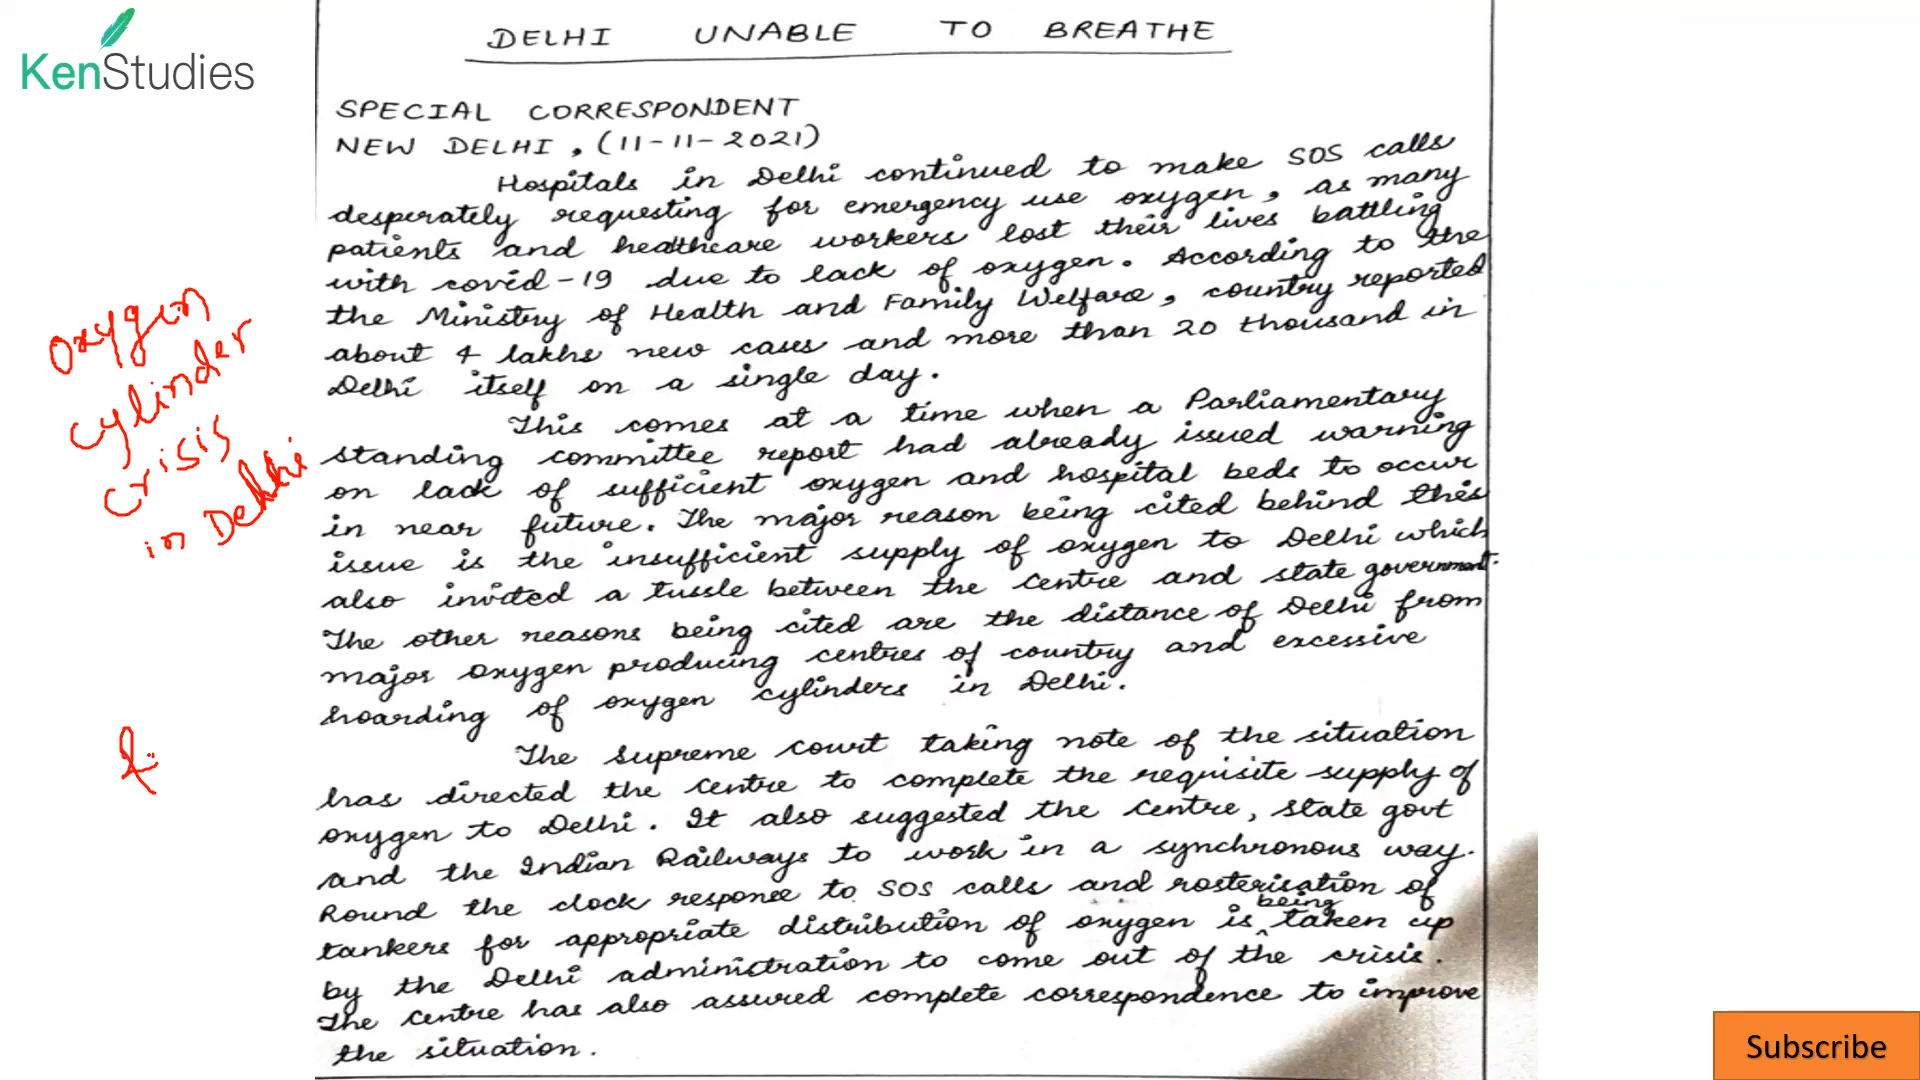 KenStudies
DELHI UNABLE TO BREATHE
SPECIAL CORRESPONDENT
NEW DELHI, (11-11-2021)
Hospitals in Delhi continued to make SOS calls
desperately requesting for emergency use oxygen, as many
patients and healthcare workers lost their lives battling
with covid-19 due to lack of oxygen. According to the
the Ministry of Health and Family Welfare, country reported
about 4 lakhs new cases and more than 20 thousand in
Delhi itself on a single day.
This comes at a time when a Parliamentary
standing committee report had already issued warning
on lack of sufficient oxygen and hospital beds to occur
in near future. The major reason being cited behind this
issue is the insufficient supply of oxygen to Delhi which
also invited a tussle between the centre and state government.
The other reasons being cited are the distance of Delhi from
major oxygen producing centres of country and excessive
hoarding of oxygen cylinders in Delhi.
The Supreme court taking note of the situation
has directed the centre to complete the requisite supply of
oxygen to Delhi. It also suggested the centre, state govt
and the Indian Railways to work in a synchronous way.
Round the clock response to SOS calls and rosterisation of
tankers for appropriate distribution of oxygen is being taken up
by the Delhi administration to come out of the crisis.
The centre has also assured complete correspondence to improve
the situation.
Oxygen
cylinder
crisis
in Delhi
Subscribe